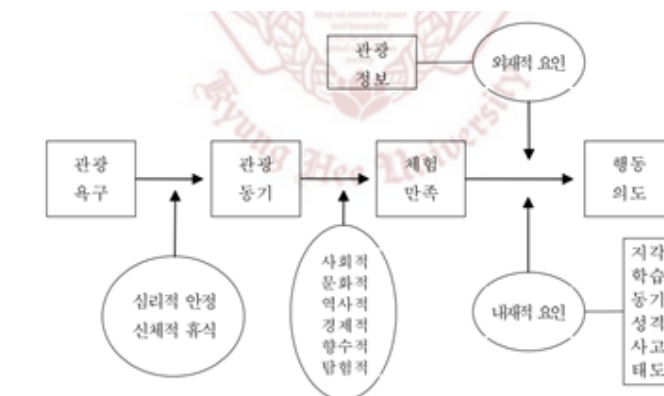 관광
정보
외재적 요인
관광
욕구
관광
동기
체험
만족
행동
의도
심리적 안정
신체적 휴식
사회적
문화적
역사적
경제적
향수적
탐험적
내재적 요인
지각
학습
동기
성격
사고
태도
Kyung Hee University